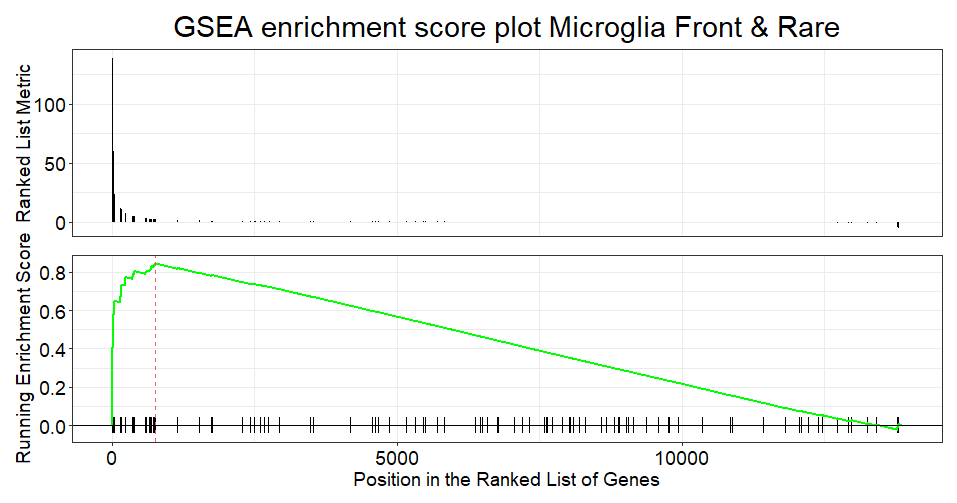 GSEA enrichment score plot Microglia Front & Rare
Ranked List Metric
100
50
0
Running Enrichment Score
0.8
0.6
0.4
0.2
0.0
0 5000 10000
Position in the Ranked List of Genes